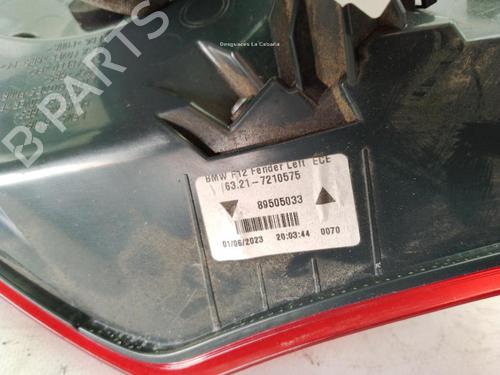 Desguaces La Cabaña
B-PARTS
BMW F12 Fender Left ECE
63.21-7210575
89505033
01/06/2023 20:03:44 0070